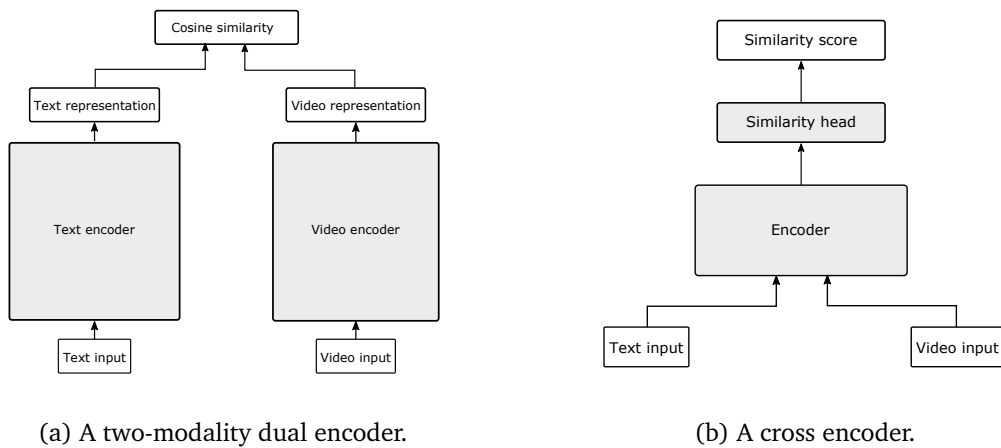 Cosine similarity
Text representation
Video representation
Text encoder
Video encoder
Text input
Video input
(a) A two-modality dual encoder.
Similarity score
Similarity head
Encoder
Text input
Video input
(b) A cross encoder.